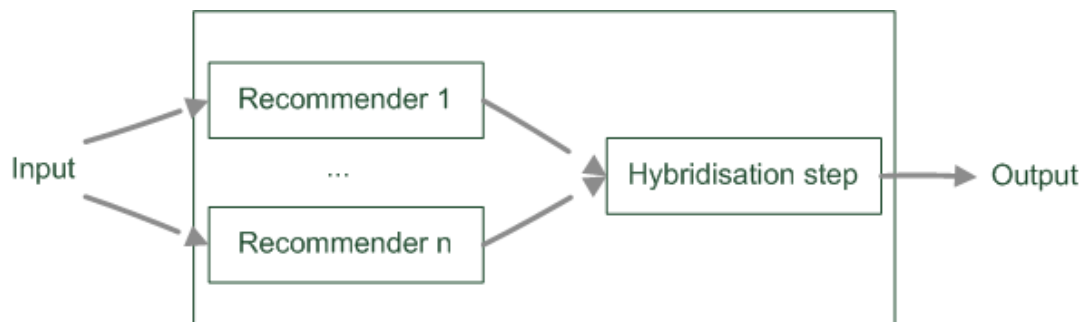 Recommender 1
Input
...
Hybridisation step
Output
Recommender n